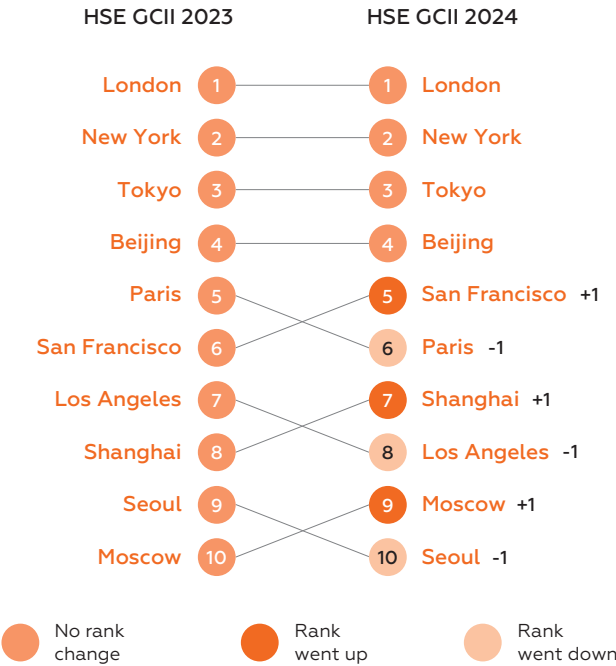 HSE GCII 2023 HSE GCII 2024
London 1 1 London
New York 2 2 New York
Tokyo 3 3 Tokyo
Beijing 4 4 Beijing
Paris 5 5 San Francisco +1
San Francisco 6 6 Paris -1
Los Angeles 7 7 Shanghai +1
Shanghai 8 8 Los Angeles -1
Seoul 9 9 Moscow +1
Moscow 10 10 Seoul -1
No rank
change
Rank
went up
Rank
went down